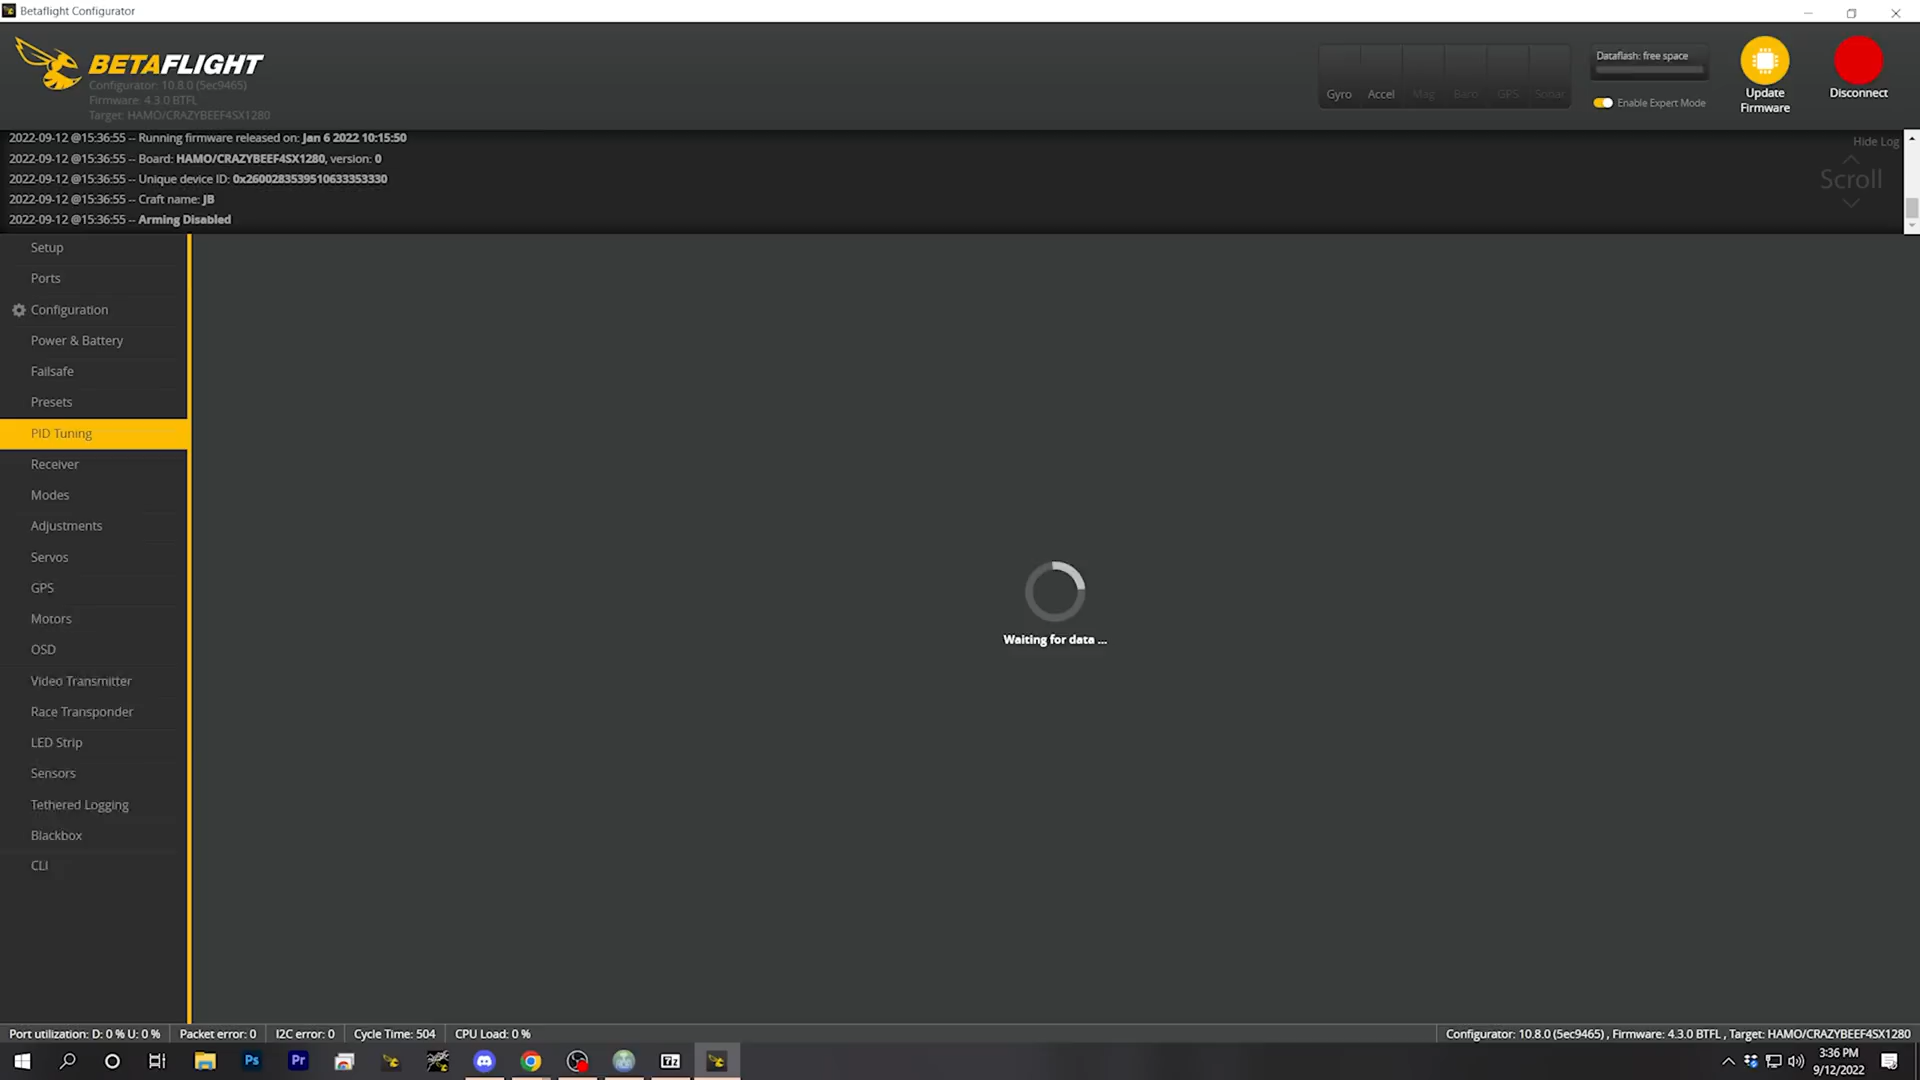 Betaflight Configurator
BETAFLIGHT
Configurator: 10.8.0 (5ec9465)
Firmware: 4.3.0 BTFL
Target: HAMO/CRAZYBEEF4SX1280
Gyro
Accel
Mag
Baro
GPS
Sonar
Dataflash: free space
Enable Expert Mode
Update
Firmware
Disconnect
2022-09-12 @15:36:55 -- Running firmware released on: Jan 6 2022 10:15:50
2022-09-12 @15:36:55 -- Board: HAMO/CRAZYBEEF4SX1280, version: 0
2022-09-12 @15:36:55 -- Unique device ID: 0x2600283539510633353330
2022-09-12 @15:36:55 -- Craft name: JB
2022-09-12 @15:36:55 -- Arming Disabled
Hide Log
Scroll
Setup
Ports
Configuration
Power & Battery
Failsafe
Presets
PID Tuning
Receiver
Modes
Adjustments
Servos
GPS
Motors
OSD
Video Transmitter
Race Transponder
LED Strip
Sensors
Tethered Logging
Blackbox
CLI
Waiting for data ...
Port utilization: D: 0 % U: 0 %
Packet error: 0
I2C error: 0
Cycle Time: 504
CPU Load: 0 %
Configurator: 10.8.0 (5ec9465) , Firmware: 4.3.0 BTFL , Target: HAMO/CRAZYBEEF4SX1280
Ps
Pr
7z
3:36 PM
9/12/2022